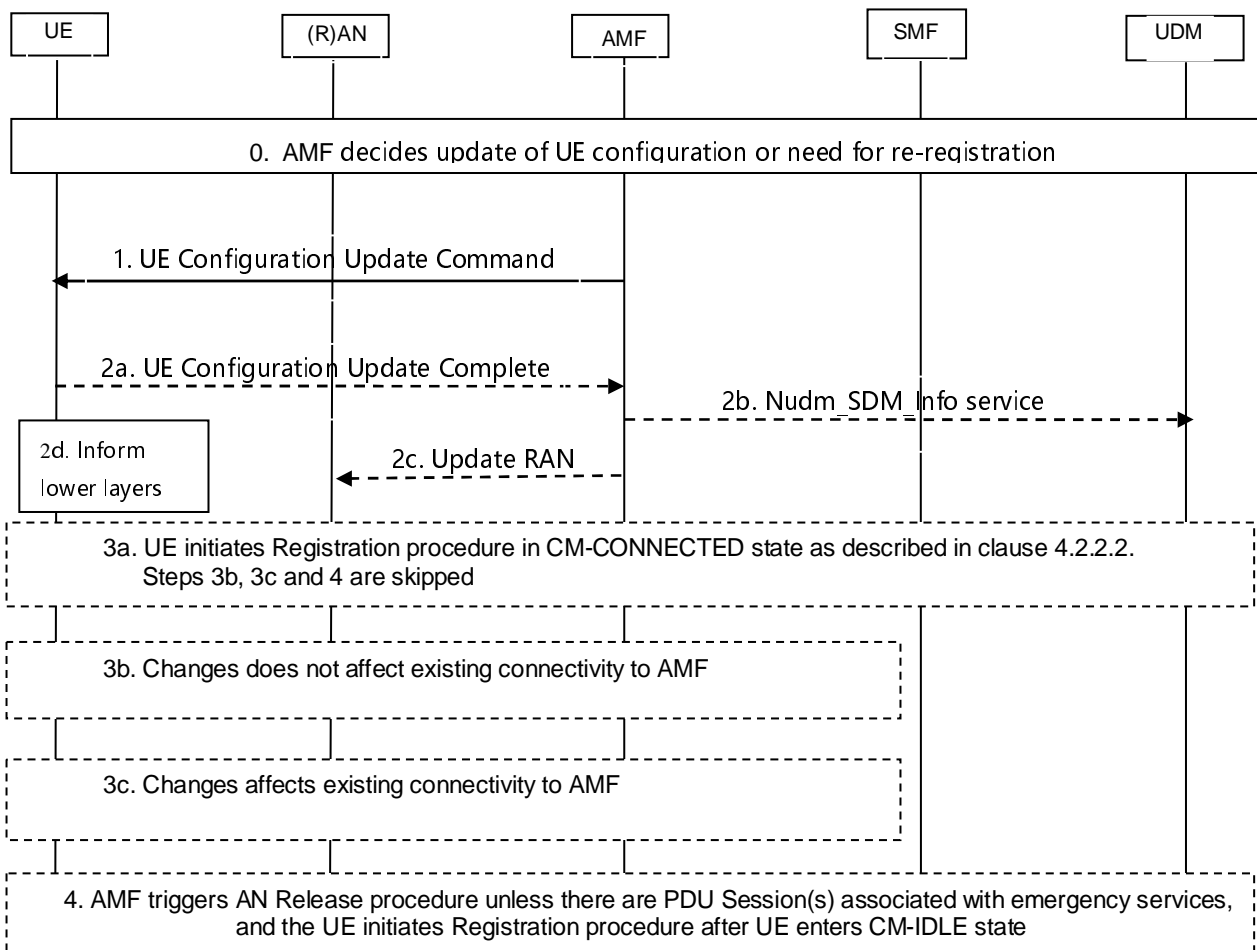 UE
(R)AN
AMF
SMF
UDM
0. AMF decides update of UE configuration or need for re-registration
1. UE Configuration Update Command
2a. UE Configuration Update Complete
2b. Nudm_SDM_Info service
2d. Inform
lower layers
2c. Update RAN
3a. UE initiates Registration procedure in CM-CONNECTED state as described in clause 4.2.2.2.
Steps 3b, 3c and 4 are skipped
3b. Changes does not affect existing connectivity to AMF
3c. Changes affects existing connectivity to AMF
4. AMF triggers AN Release procedure unless there are PDU Session(s) associated with emergency services,
and the UE initiates Registration procedure after UE enters CM-IDLE state